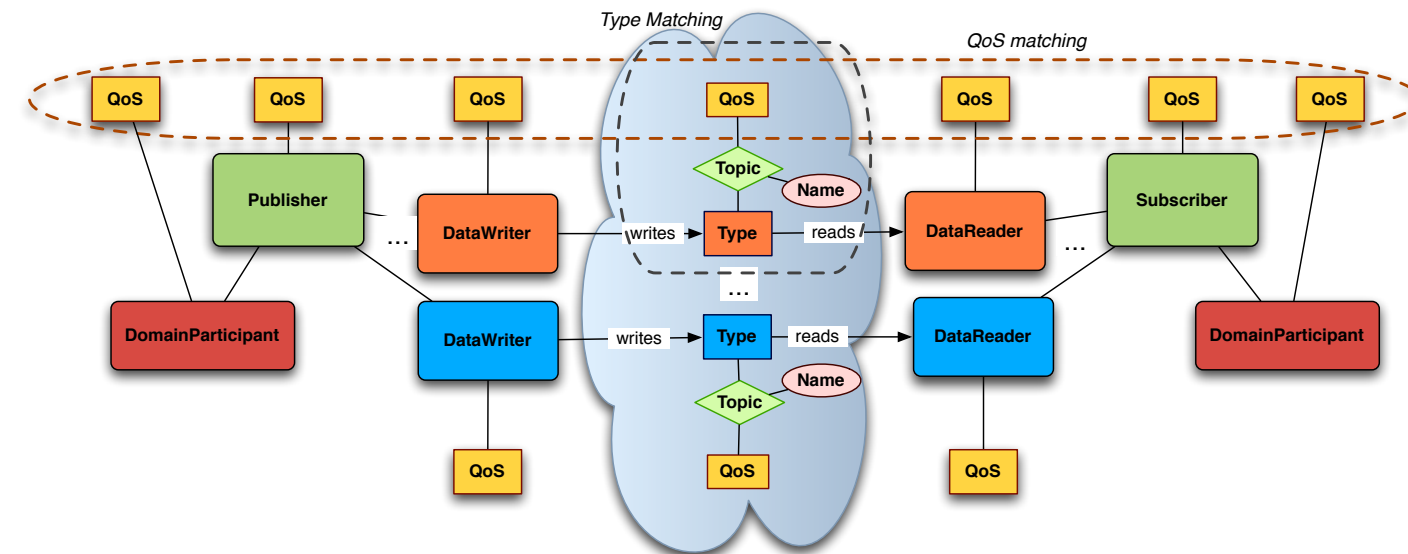 Type Matching
QoS matching
QoS
QoS
QoS
QoS
QoS
QoS
QoS
Publisher
Topic
Name
Subscriber
...
DataWriter
writes
Type
reads
DataReader
...
...
DomainParticipant
DataWriter
writes
Type
reads
DataReader
DomainParticipant
Name
Topic
QoS
QoS
QoS